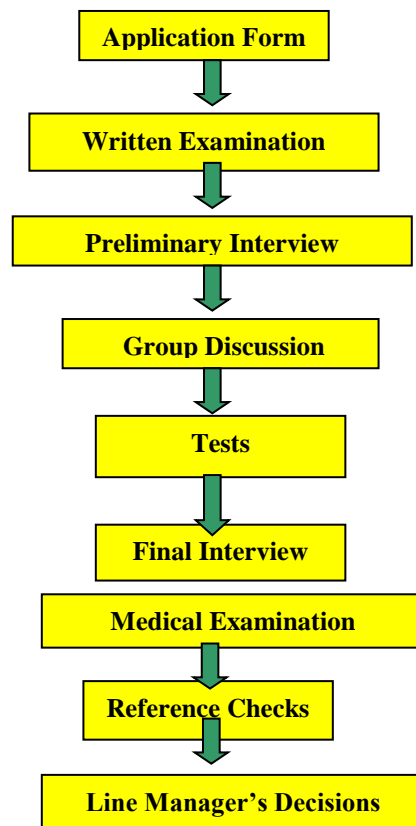 Application Form
Written Examination
Preliminary Interview
Group Discussion
Tests
Final Interview
Medical Examination
Reference Checks
Line Manager’s Decisions